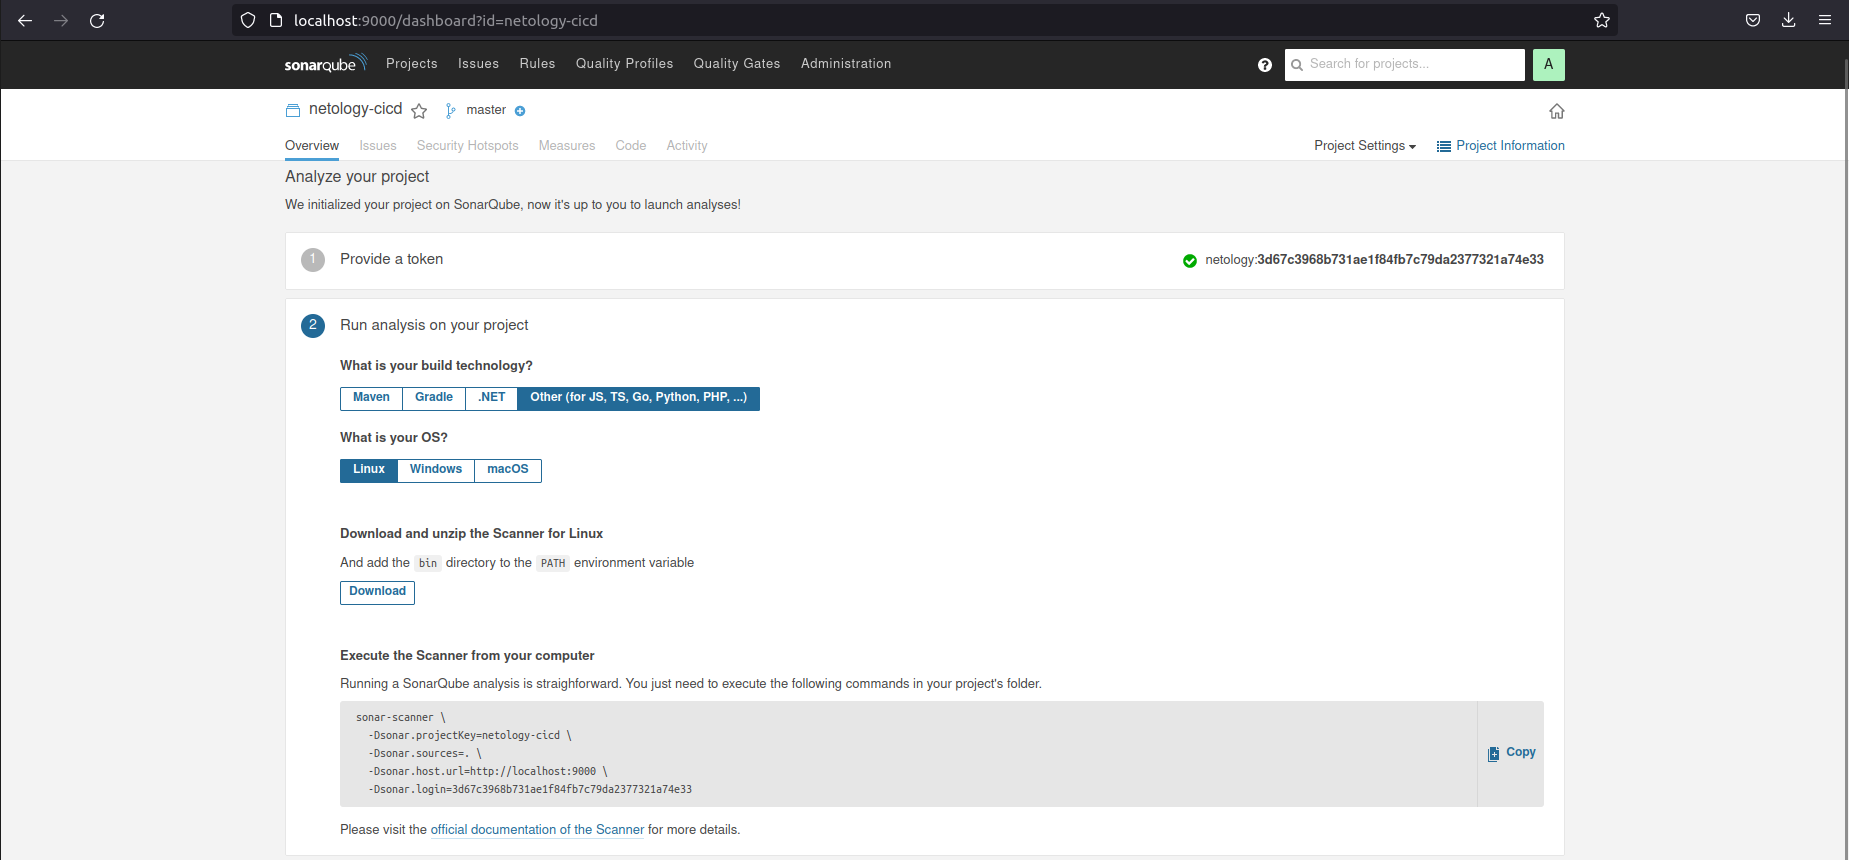 localhost:9000/dashboard?id=netology-cicd
sonarqube Projects Issues Rules Quality Profiles Quality Gates Administration ? Search for projects... A
netology-cicd master
Overview Issues Security Hotspots Measures Code Activity Project Settings Project Information
Analyze your project
We initialized your project on SonarQube, now it's up to you to launch analyses!
1 Provide a token netology:3d67c3968b731ae1f84fb7c79da2377321a74e33
2 Run analysis on your project
What is your build technology?
Maven Gradle .NET Other (for JS, TS, Go, Python, PHP, ...)
What is your OS?
Linux Windows macOS
Download and unzip the Scanner for Linux
And add the bin directory to the PATH environment variable
Download
Execute the Scanner from your computer
Running a SonarQube analysis is straighforward. You just need to execute the following commands in your project's folder.
sonar-scanner \
-Dsonar.projectKey=netology-cicd \
-Dsonar.sources=. \
-Dsonar.host.url=http://localhost:9000 \
-Dsonar.login=3d67c3968b731ae1f84fb7c79da2377321a74e33
Copy
Please visit the official documentation of the Scanner for more details.